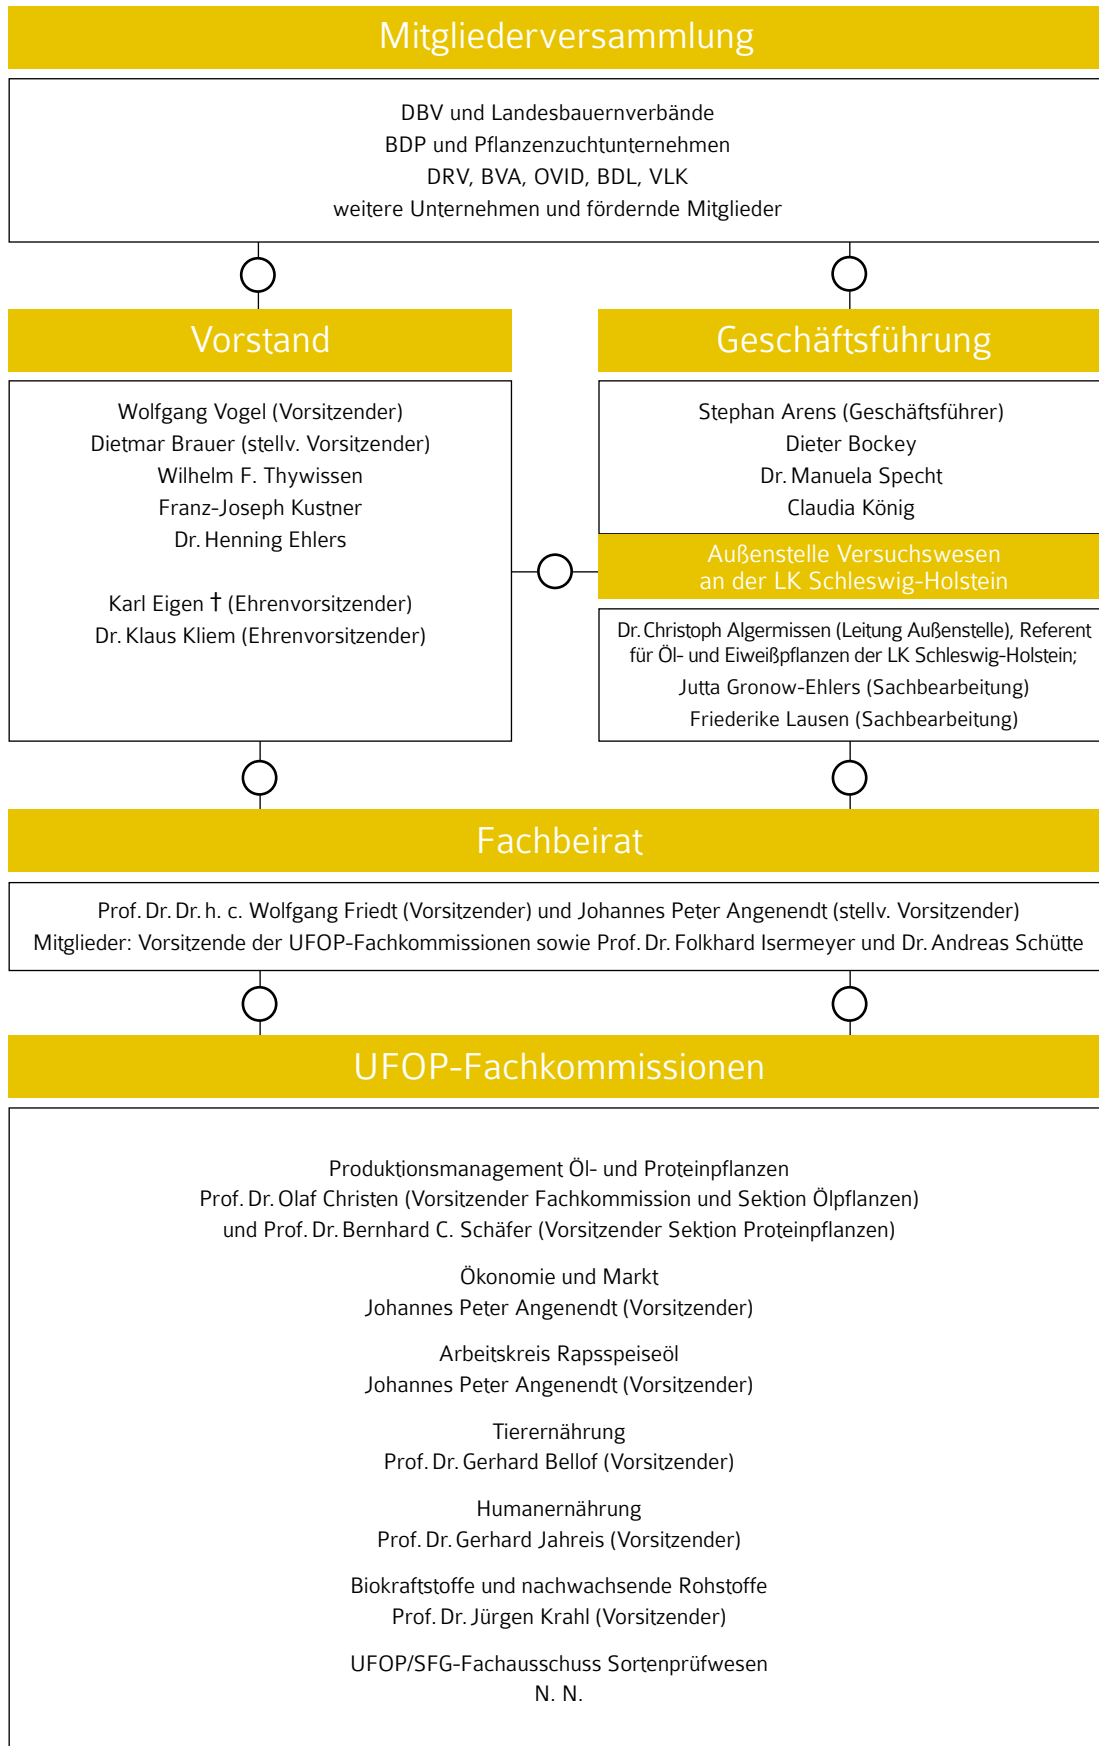 Mitgliederversammlung
DBV und Landesbauernverbände
BDP und Pflanzenzuchtunternehmen
DRV, BVA, OVID, BDL, VLK
weitere Unternehmen und fördernde Mitglieder
Vorstand
Wolfgang Vogel (Vorsitzender)
Dietmar Brauer (stellv. Vorsitzender)
Wilhelm F. Thywissen
Franz-Joseph Kustner
Dr. Henning Ehlers
Karl Eigen † (Ehrenvorsitzender)
Dr. Klaus Kliem (Ehrenvorsitzender)
Geschäftsführung
Stephan Arens (Geschäftsführer)
Dieter Bockey
Dr. Manuela Specht
Claudia König
Außenstelle Versuchswesen
an der LK Schleswig-Holstein
Dr. Christoph Algermissen (Leitung Außenstelle), Referent
für Öl- und Eiweißpflanzen der LK Schleswig-Holstein;
Jutta Gronow-Ehlers (Sachbearbeitung)
Friederike Lausen (Sachbearbeitung)
Fachbeirat
Prof. Dr. Dr. h. c. Wolfgang Friedt (Vorsitzender) und Johannes Peter Angenendt (stellv. Vorsitzender)
Mitglieder: Vorsitzende der UFOP-Fachkommissionen sowie Prof. Dr. Folkhard Isermeyer und Dr. Andreas Schütte
UFOP-Fachkommissionen
Produktionsmanagement Öl- und Proteinpflanzen
Prof. Dr. Olaf Christen (Vorsitzender Fachkommission und Sektion Ölpflanzen)
und Prof. Dr. Bernhard C. Schäfer (Vorsitzender Sektion Proteinpflanzen)
Ökonomie und Markt
Johannes Peter Angenendt (Vorsitzender)
Arbeitskreis Rapsspeiseöl
Johannes Peter Angenendt (Vorsitzender)
Tierernährung
Prof. Dr. Gerhard Bellof (Vorsitzender)
Humanernährung
Prof. Dr. Gerhard Jahreis (Vorsitzender)
Biokraftstoffe und nachwachsende Rohstoffe
Prof. Dr. Jürgen Krahl (Vorsitzender)
UFOP/SFG-Fachausschuss Sortenprüfwesen
N. N.